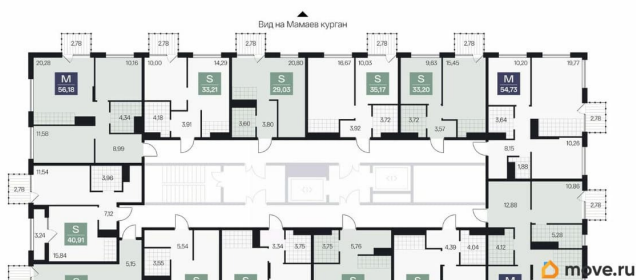 Вид на Мамаев курган
2,78 2,78 2,78 2,78 2,78 2,78
20,28 10,16 10,00 14,29 20,80 16,67 10,03 9,63 15,45 10,20 19,77
M 56,18
S 33,21
S 29,03
S 35,17
S 33,20
M 54,73
4,34 4,18 3,91 3,60 3,80 3,92 3,72 3,72 3,57 3,64 2,78
11,58 8,99 8,15 1,88 10,26
11,54 3,96 10,86
2,78 7,12 12,88 2,78
3,24
S 40,91
15,84 5,15 3,55 5,54 3,34 3,75 3,75 5,76 4,39 4,04 4,12 5,28
S S S S M
move.ru